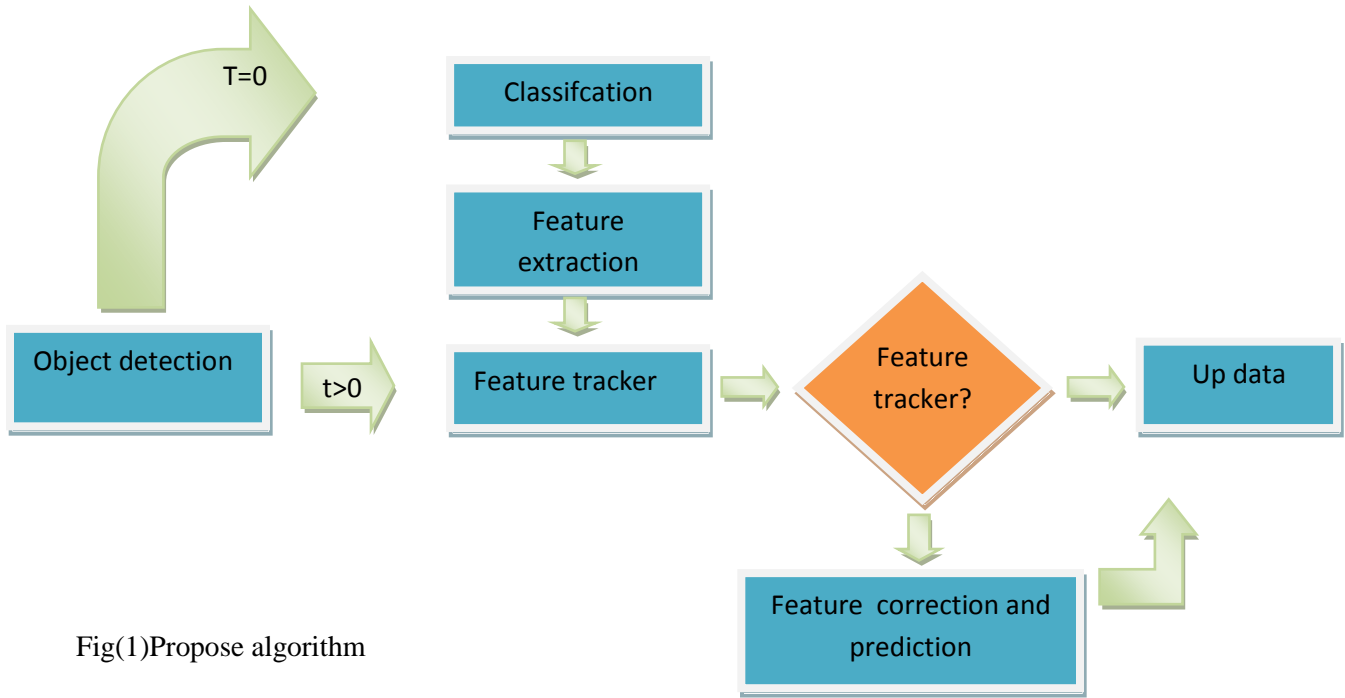 T=0
Classifcation
Feature
extraction
Object detection
t>0
Feature tracker
Feature
tracker?
Up data
Feature correction and
prediction
Fig(1)Propose algorithm